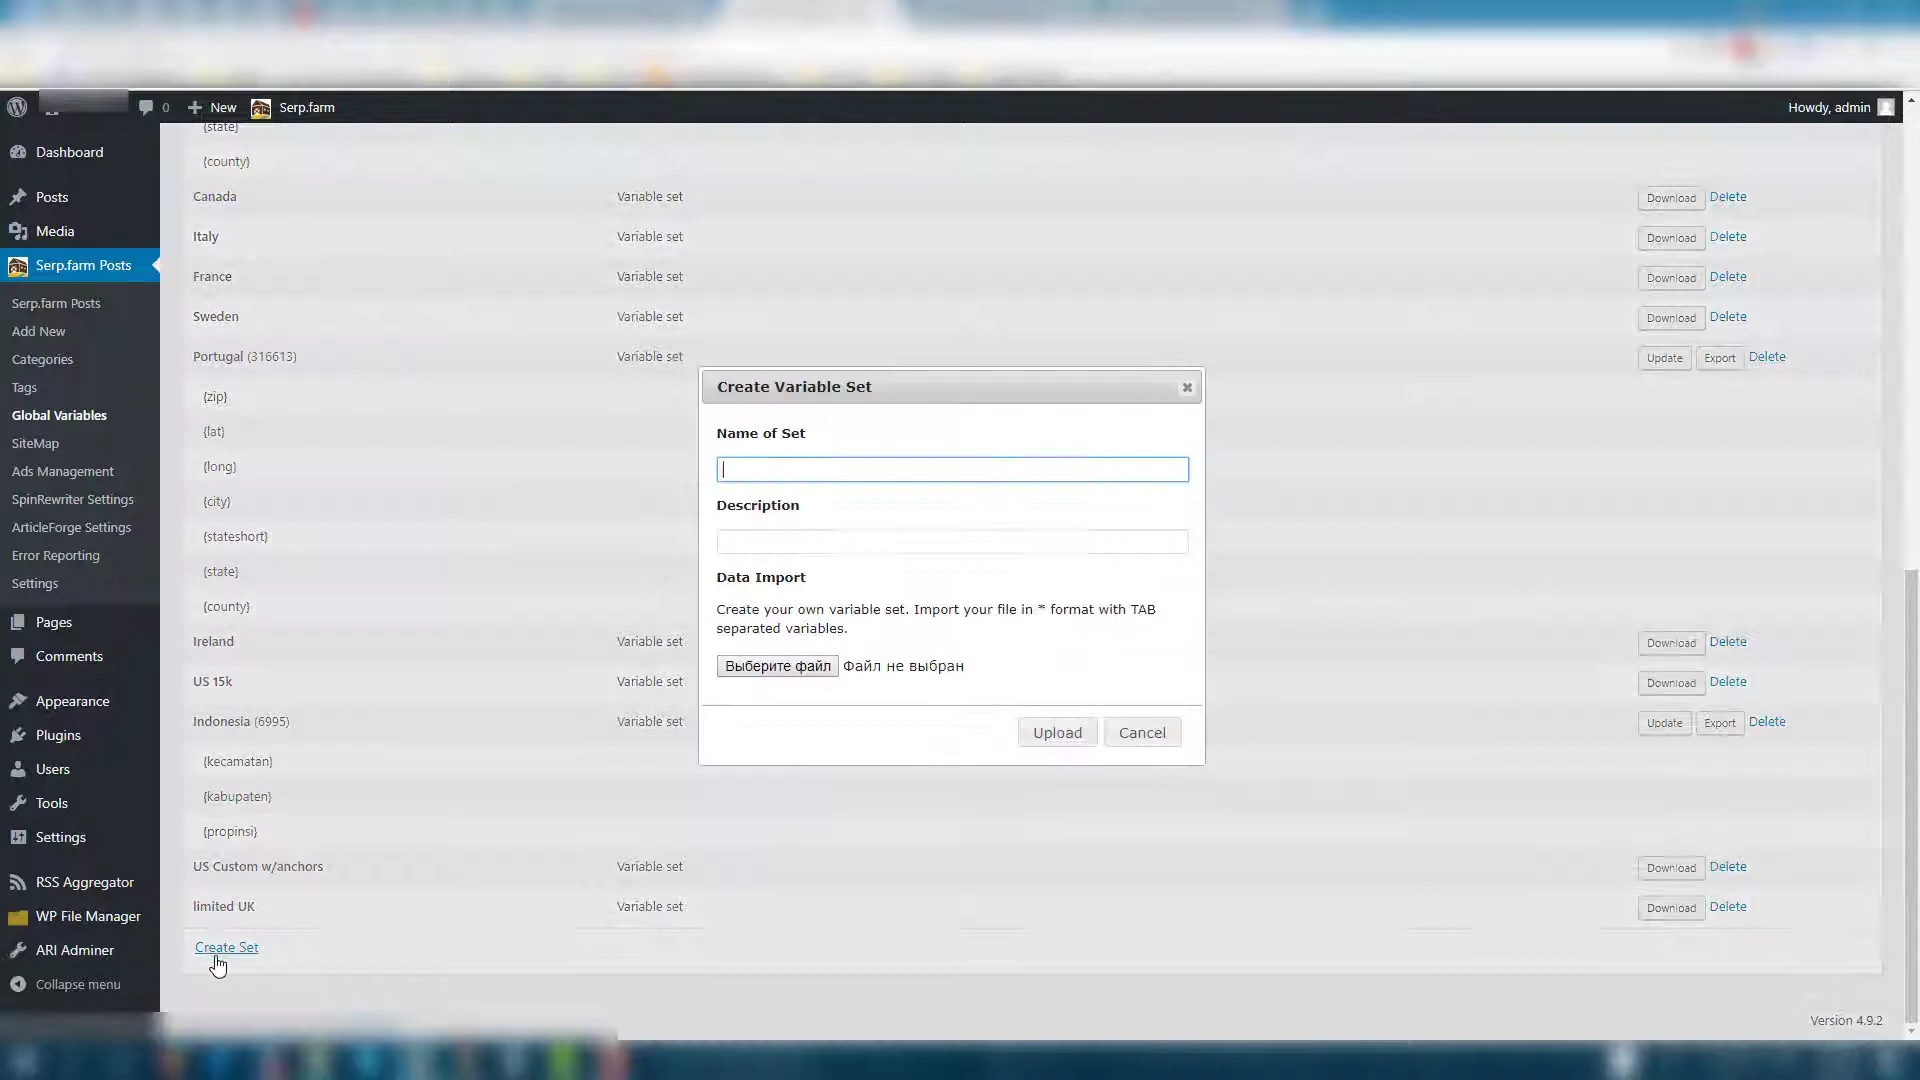 0
New
Serp.farm
Howdy, admin
Dashboard
Posts
Media
Serp.farm Posts
Serp.farm Posts
Add New
Categories
Tags
Global Variables
SiteMap
Ads Management
SpinRewriter Settings
ArticleForge Settings
Error Reporting
Settings
Pages
Comments
Appearance
Plugins
Users
Tools
Settings
RSS Aggregator
WP File Manager
ARI Adminer
Collapse menu
{state}
{county}
Canada Variable set Download Delete
Italy Variable set Download Delete
France Variable set Download Delete
Sweden Variable set Download Delete
Portugal (316613) Variable set Update Export Delete
{zip}
{lat}
{long}
{city}
{stateshort}
{state}
{county}
Ireland Variable set Download Delete
US 15k Variable set Download Delete
Indonesia (6995) Variable set Update Export Delete
{kecamatan}
{kabupaten}
{propinsi}
US Custom w/anchors Variable set Download Delete
limited UK Variable set Download Delete
Create Set
Create Variable Set
Name of Set
Description
Data Import
Create your own variable set. Import your file in * format with TAB
separated variables.
Выберите файл Файл не выбран
Upload Cancel
Version 4.9.2